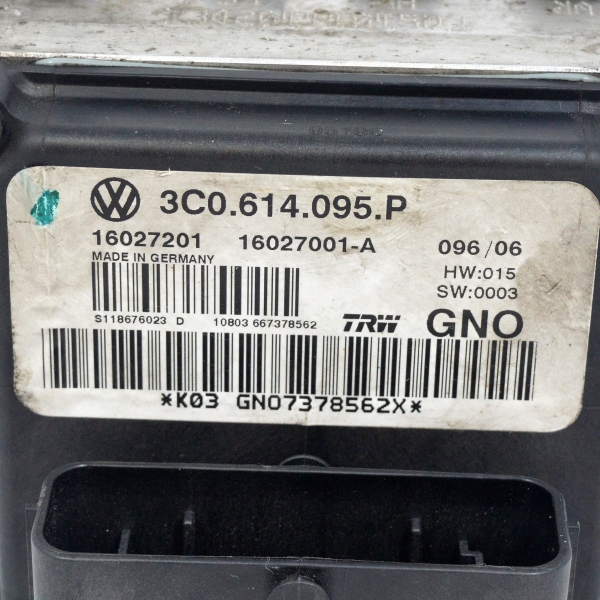 3C0.614.095.P
16027201 16027001-A 096/06
MADE IN GERMANY HW:015
SW:0003
S118676023 D 10803 667378562 TRW GNO
*K03 GNO7378562X*